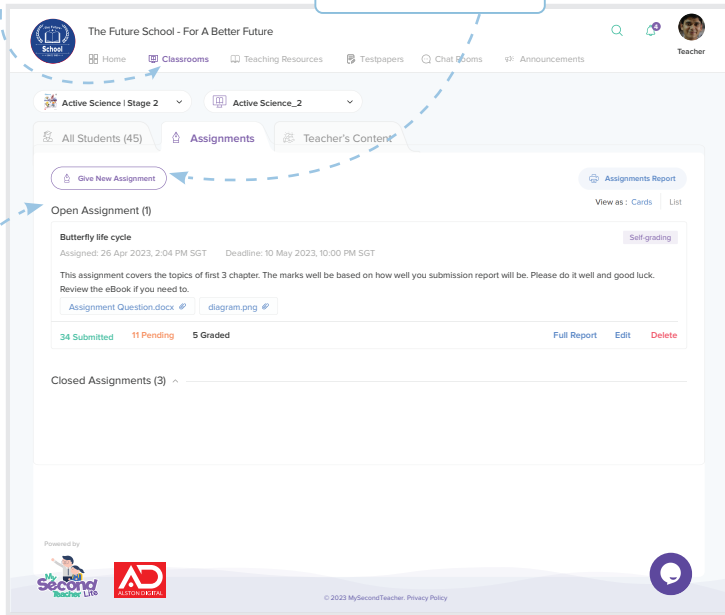 The Future School - For A Better Future
The Future
School
4
Teacher
Home Classrooms Teaching Resources Testpapers Chat Rooms Announcements
Active Science | Stage 2 Active Science_2
All Students (45) Assignments Teacher's Content
Give New Assignment Assignments Report
View as : Cards List
Open Assignment (1)
Butterfly life cycle Self-grading
Assigned: 26 Apr 2023, 2:04 PM SGT Deadline: 10 May 2023, 10:00 PM SGT
This assignment covers the topics of first 3 chapter. The marks well be based on how well you submission report will be. Please do it well and good luck.
Review the eBook if you need to.
Assignment Question.docx diagram.png
34 Submitted 11 Pending 5 Graded Full Report Edit Delete
Closed Assignments (3)
Powered by
My
Second
Teacher Life
AD
ALSTON DIGITAL
© 2023 MySecondTeacher. Privacy Policy